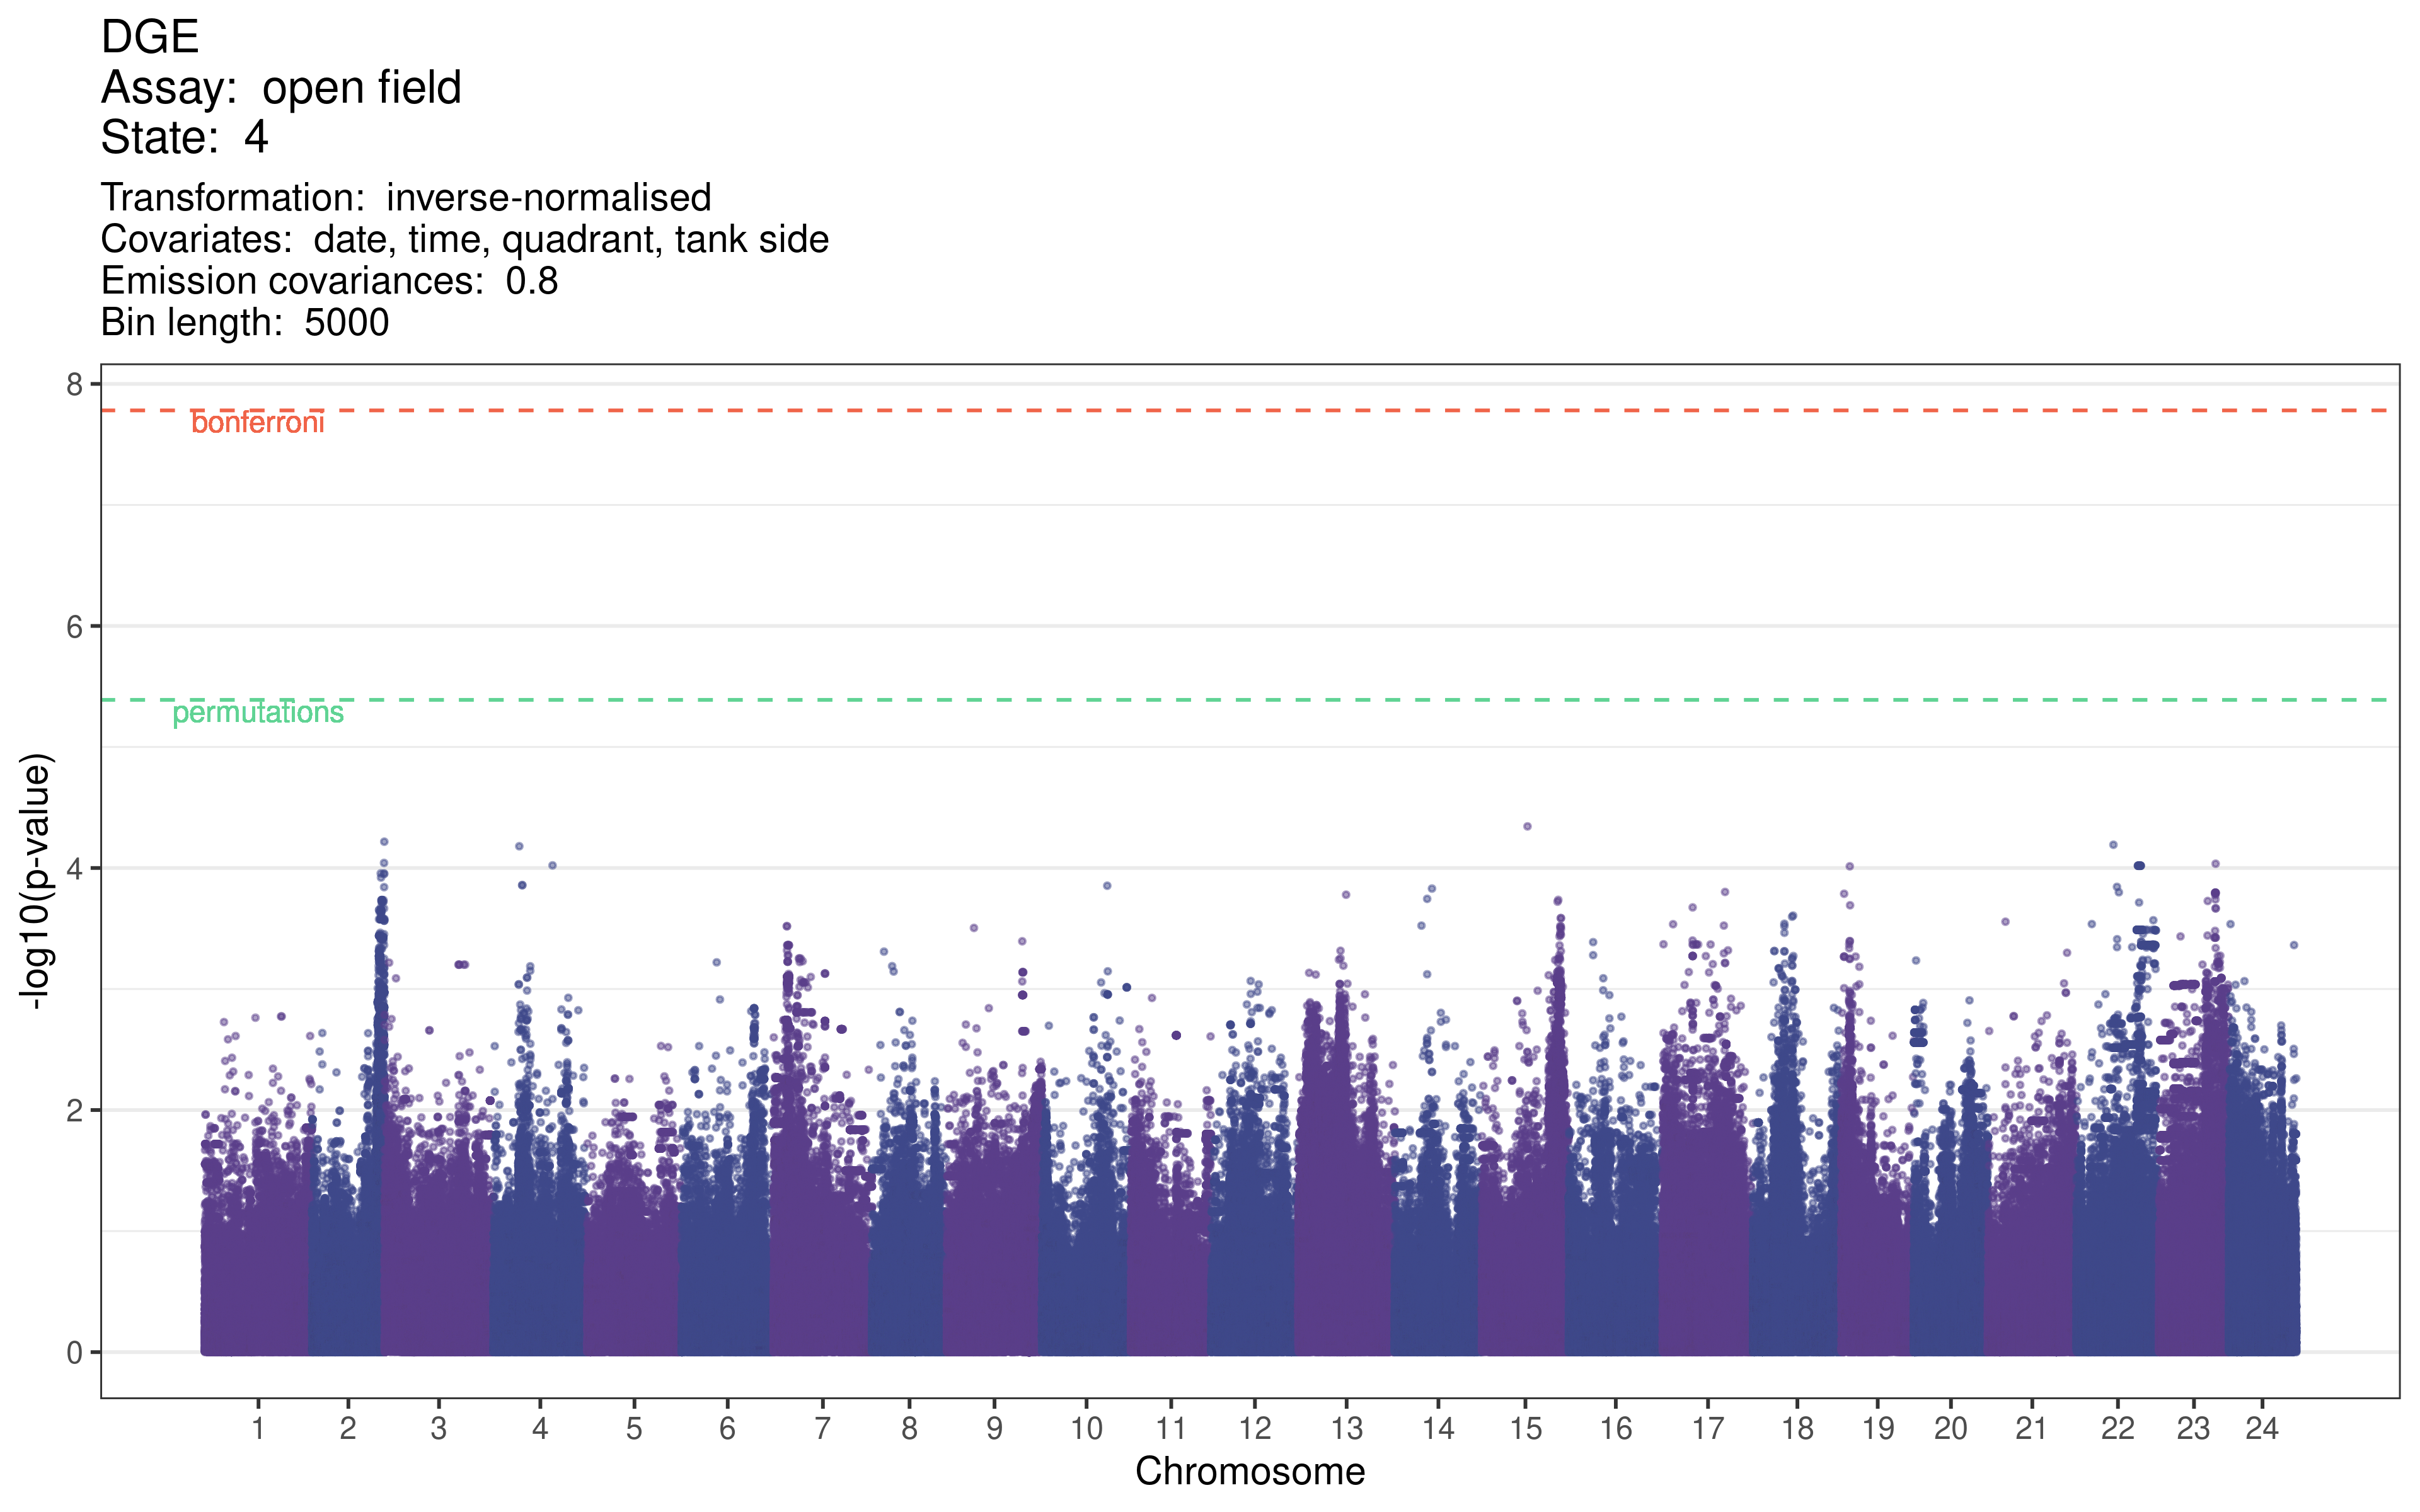 DGE
Assay:  open field
State:  4
Transformation:  inverse-normalised
Covariates:  date, time, quadrant, tank side
Emission covariances:  0.8
Bin length:  5000
8
bonferroni
6
permutations
-log10(p-value)
4
2
0
1 2 3 4 5 6 7 8 9 10 11 12 13 14 15 16 17 18 19 20 21 22 23 24
Chromosome